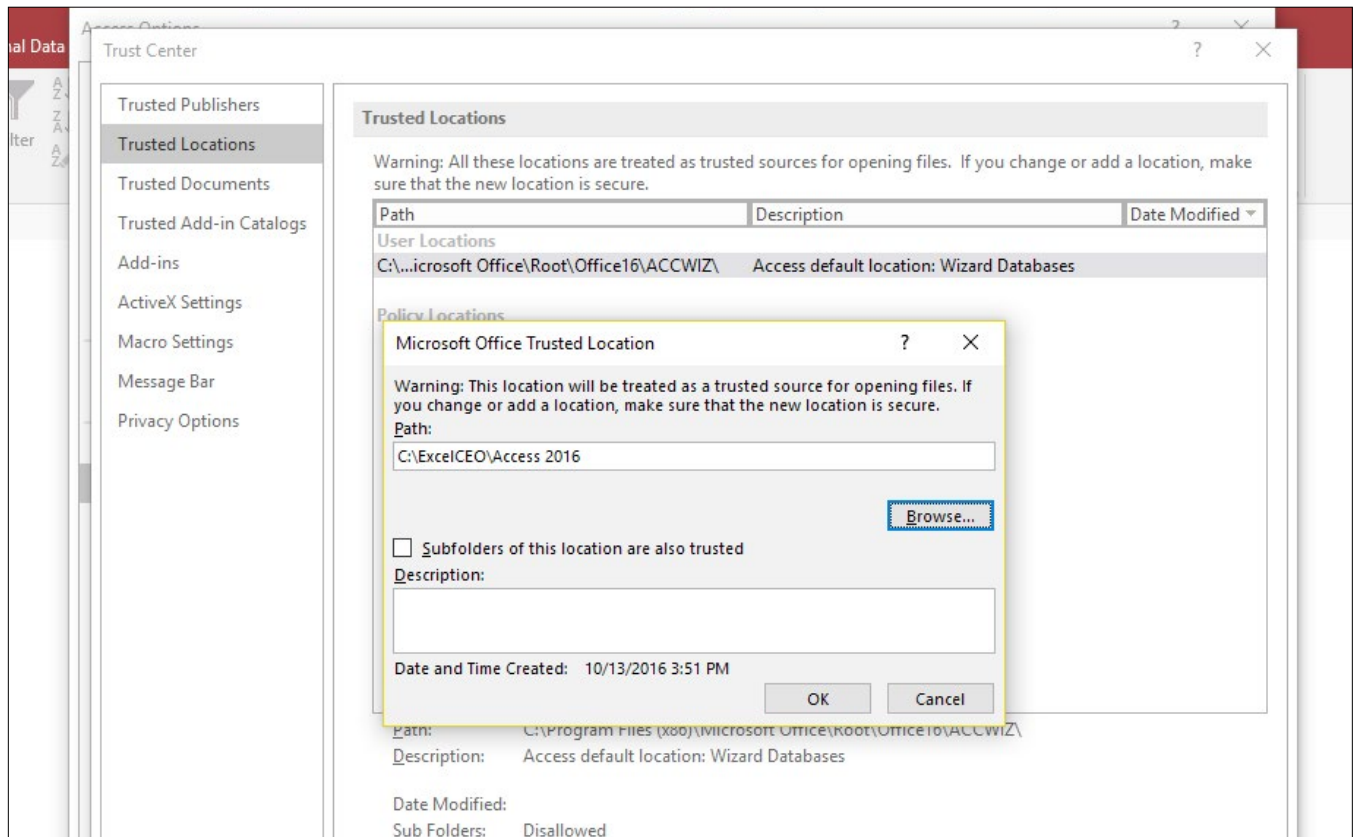 Access Options ?
nal Data
Trust Center ?
lter
Trusted Publishers
Trusted Locations
Trusted Documents
Trusted Add-in Catalogs
Add-ins
ActiveX Settings
Macro Settings
Message Bar
Privacy Options
Trusted Locations
Warning: All these locations are treated as trusted sources for opening files. If you change or add a location, make
sure that the new location is secure.
Path Description Date Modified
User Locations
C:\...icrosoft Office\Root\Office16\ACCWIZ\ Access default location: Wizard Databases
Policy Locations
Microsoft Office Trusted Location ?
Warning: This location will be treated as a trusted source for opening files. If
you change or add a location, make sure that the new location is secure.
Path:
C:\ExcelCEO\Access 2016
Browse...
Subfolders of this location are also trusted
Description:
Date and Time Created: 10/13/2016 3:51 PM
OK Cancel
Path: C:\Program Files (x86)\Microsoft Office\Root\Office16\ACCWIZ\
Description: Access default location: Wizard Databases
Date Modified:
Sub Folders: Disallowed